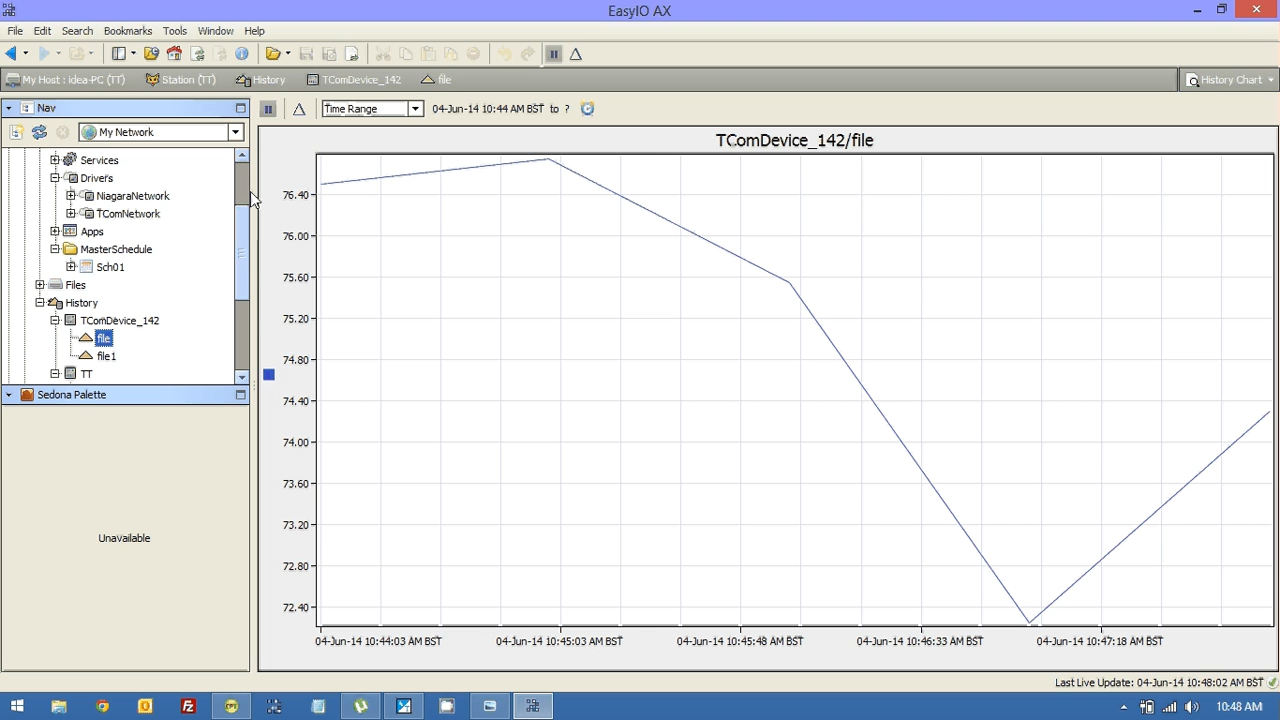 EasyIO AX
File Edit Search Bookmarks Tools Window Help
My Host : idea-PC (TT) Station (TT) History TComDevice_142 file History Chart
Nav
Time Range 04-Jun-14 10:44 AM BST to ?
My Network
TComDevice_142/file
Services
Drivers
NiagaraNetwork
TComNetwork
Apps
MasterSchedule
Sch01
Files
History
TComDevice_142
file
file1
TT
Sedona Palette
Unavailable
76.40
76.00
75.60
75.20
74.80
74.40
74.00
73.60
73.20
72.80
72.40
04-Jun-14 10:44:03 AM BST 04-Jun-14 10:45:03 AM BST 04-Jun-14 10:45:48 AM BST 04-Jun-14 10:46:33 AM BST 04-Jun-14 10:47:18 AM BST
Last Live Update: 04-Jun-14 10:48:02 AM BST
10:48 AM